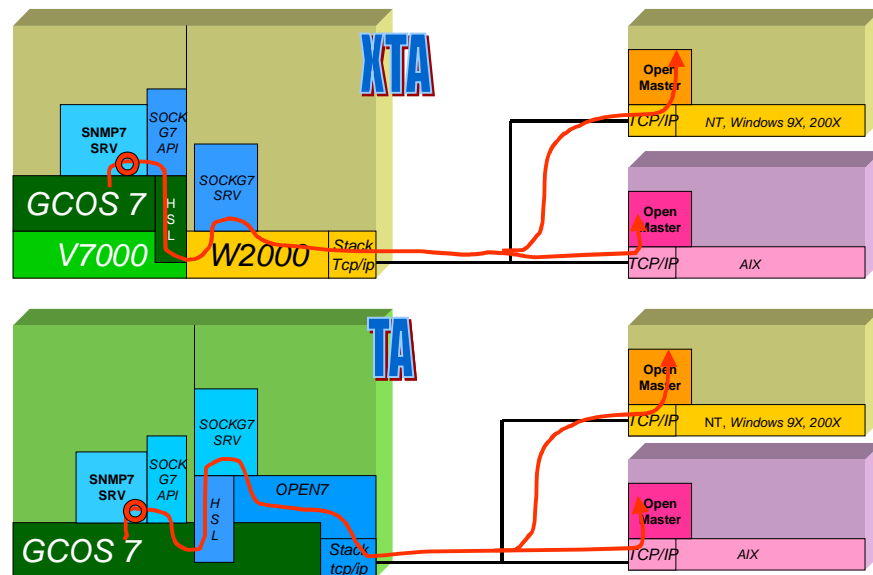 XTA
SNMP7
SRV
SOCK
G7
API
SOCKG7
SRV
GCOS 7
H
S
L
V7000
W2000
Stack
Tcp/ip
Open
Master
TCP/IP
NT, Windows 9X, 200X
Open
Master
TCP/IP
AIX
TA
SNMP7
SRV
SOCK
G7
API
SOCKG7
SRV
H
S
L
OPEN7
GCOS 7
Stack
tcp/ip
Open
Master
TCP/IP
NT, Windows 9X, 200X
Open
Master
TCP/IP
AIX